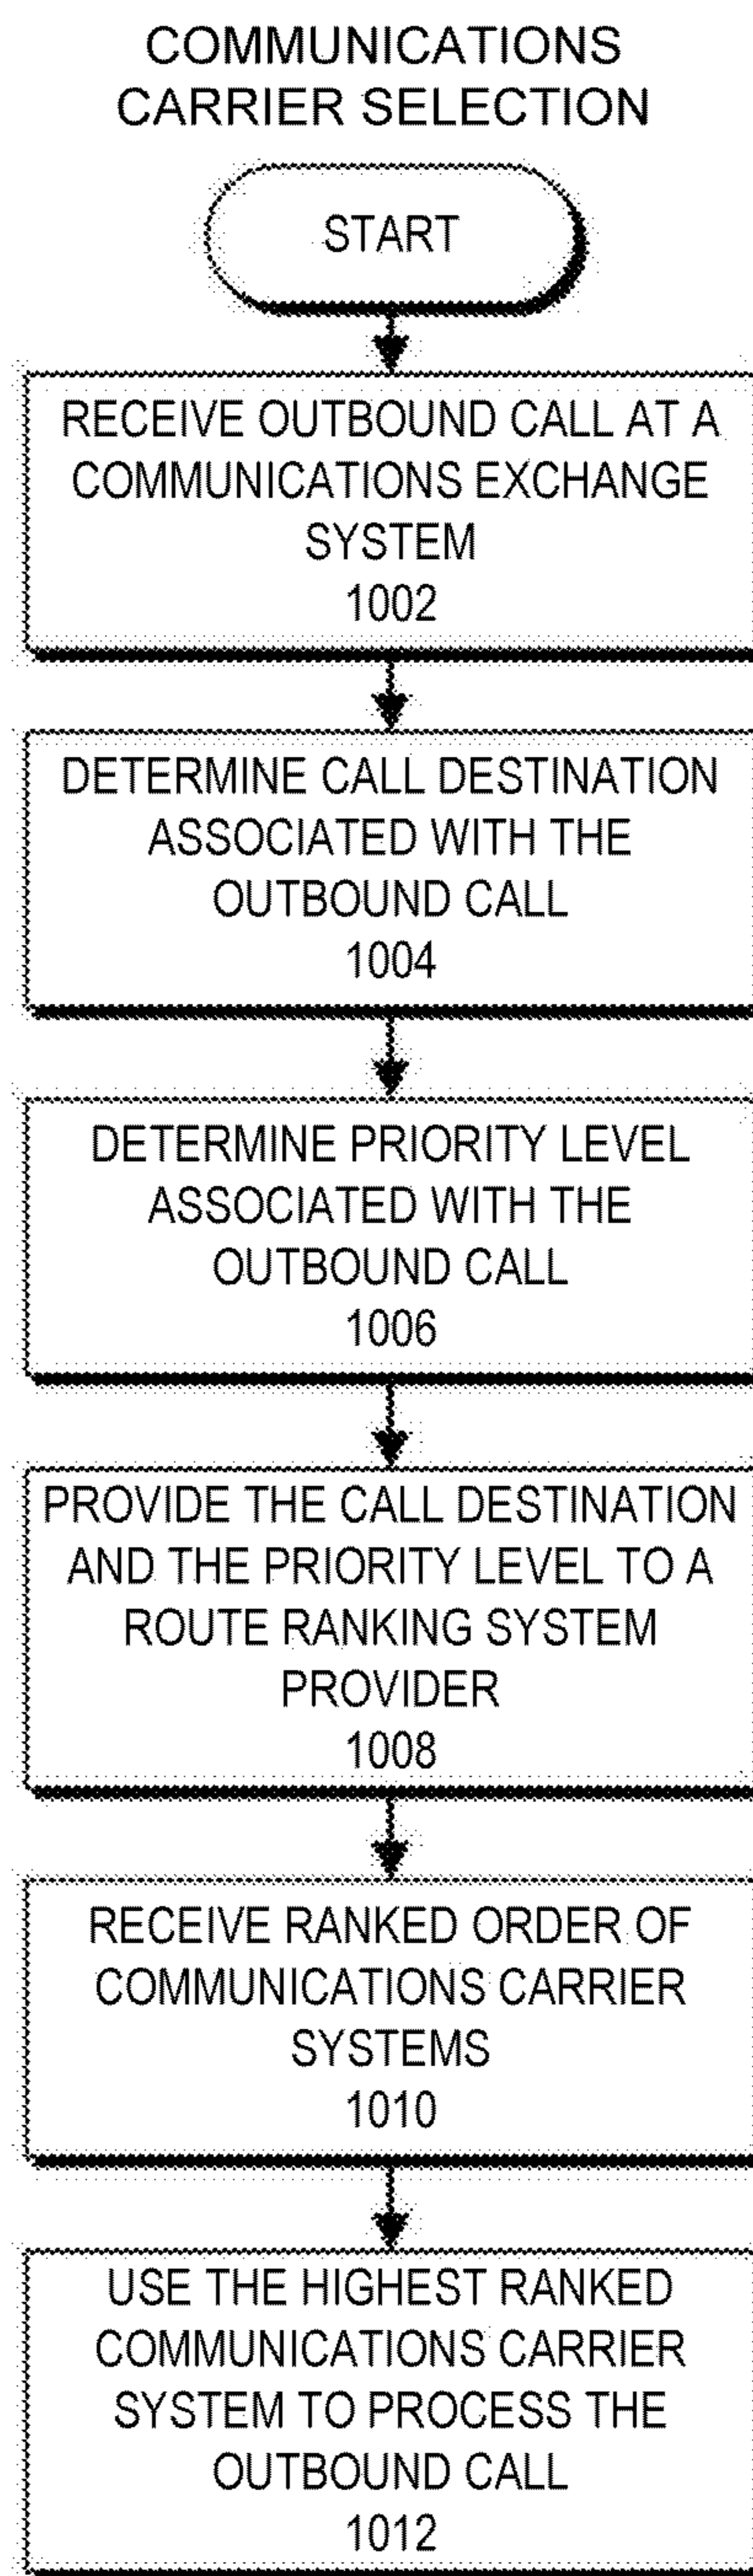 COMMUNICATIONS
CARRIER SELECTION
START
RECEIVE OUTBOUND CALL AT A
COMMUNICATIONS EXCHANGE
SYSTEM
1002
DETERMINE CALL DESTINATION
ASSOCIATED WITH THE
OUTBOUND CALL
1004
DETERMINE PRIORITY LEVEL
ASSOCIATED WITH THE
OUTBOUND CALL
1006
PROVIDE THE CALL DESTINATION
AND THE PRIORITY LEVEL TO A
ROUTE RANKING SYSTEM
PROVIDER
1008
RECEIVE RANKED ORDER OF
COMMUNICATIONS CARRIER
SYSTEMS
1010
USE THE HIGHEST RANKED
COMMUNICATIONS CARRIER
SYSTEM TO PROCESS THE
OUTBOUND CALL
1012